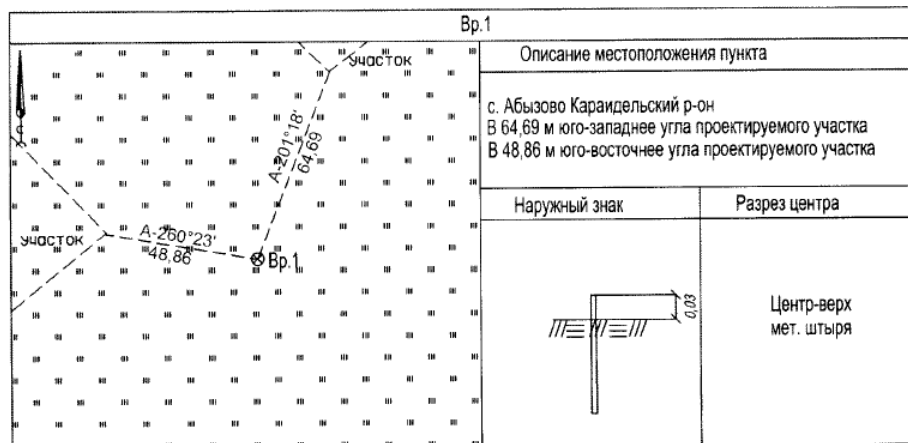 Вр.1
участок
А-201°18'
64,69
С
участок
А-260°23'
48,86
Вр.1
Описание местоположения пункта
с. Абызово Караидельский р-он
В 64,69 м юго-западнее угла проектируемого участка
В 48,86 м юго-восточнее угла проектируемого участка
Наружный знак
Разрез центра
0,03
Центр-верх
мет. штыря